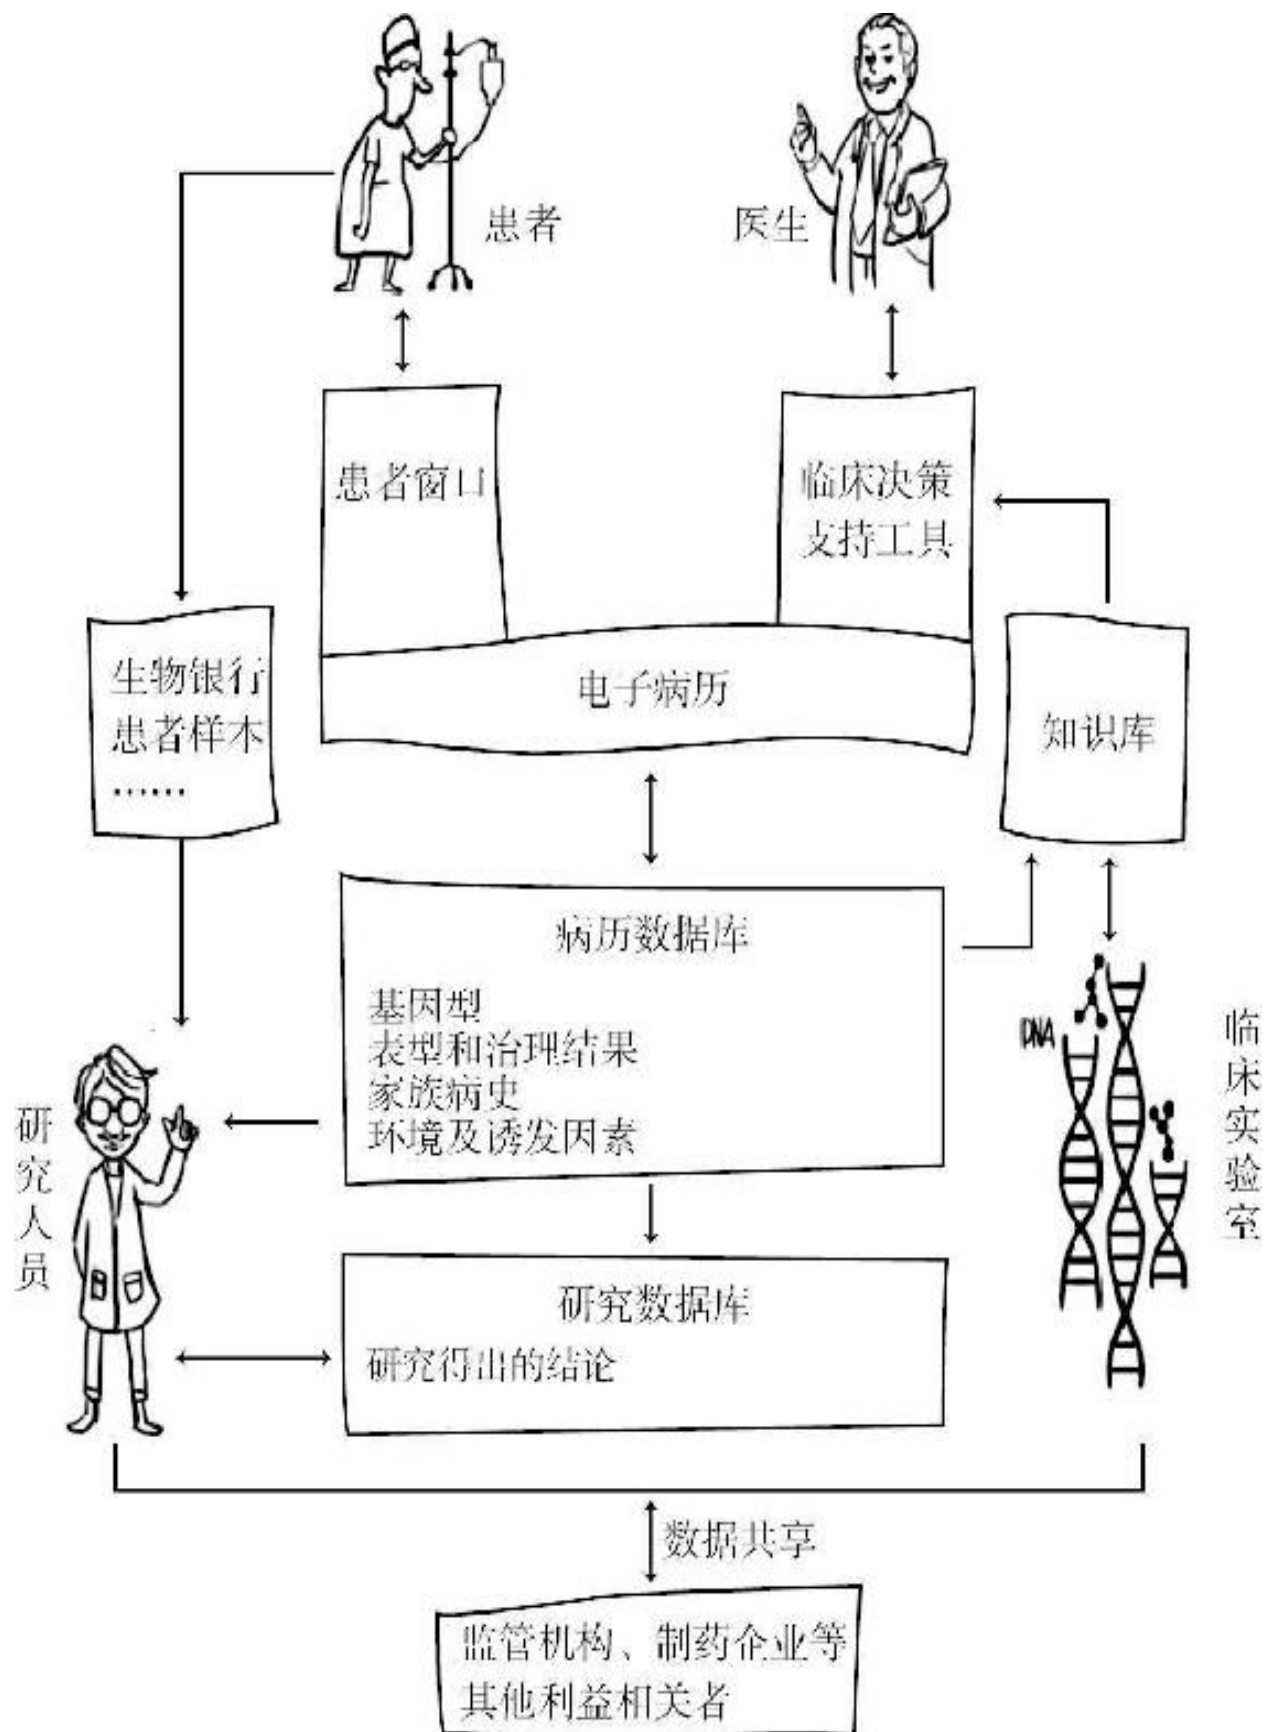 患者
医生
患者窗口
临床决策
支持工具
生物银行
患者样本
……
电子病历
知识库
病历数据库
基因型
表型和治理结果
家族病史
环境及诱发因素
DNA
临床实验室
研究人员
研究数据库
研究得出的结论
数据共享
监管机构、制药企业等
其他利益相关者